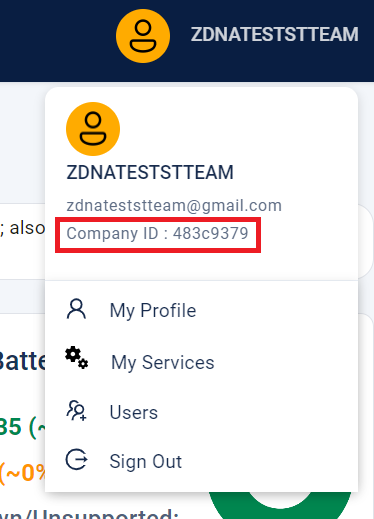 ZDNATESTSTTEAM
ZDNATESTSTTEAM
zdnateststteam@gmail.com
; also
Company ID : 483c9379
My Profile
My Services
Users
Sign Out
35 (~
(~0%
wn/Unsupported: